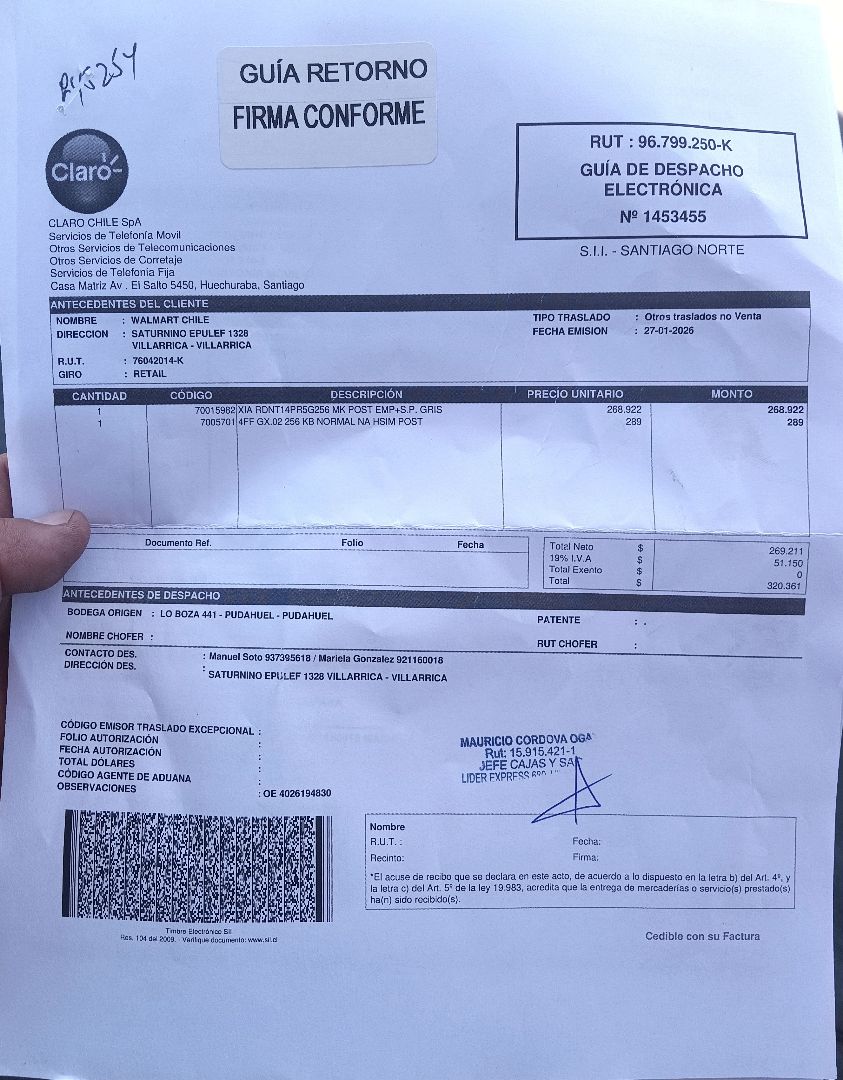 GUÍA RETORNO
FIRMA CONFORME
Claro
CLARO CHILE SpA
Servicios de Telefonía Movil
Otros Servicios de Telecomunicaciones
Otros Servicios de Corretaje
Servicios de Telefonía Fija
Casa Matriz Av . El Salto 5450, Huechuraba, Santiago
RUT : 96.799.250-K
GUÍA DE DESPACHO
ELECTRÓNICA
Nº 1453455
S.I.I. - SANTIAGO NORTE
ANTECEDENTES DEL CLIENTE
NOMBRE : WALMART CHILE
DIRECCION : SATURNINO EPULEF 1328
VILLARRICA - VILLARRICA
R.U.T. : 76042014-K
GIRO : RETAIL
TIPO TRASLADO : Otros traslados no Venta
FECHA EMISION : 27-01-2026
CANTIDAD CÓDIGO DESCRIPCIÓN PRECIO UNITARIO MONTO
1 70015982 XIA RDNT14PR5G256 MK POST EMP+S.P. GRIS 268.922 268.922
1 7005701 4FF GX.02 256 KB NORMAL NA HSIM POST 289 289
Documento Ref. Folio Fecha
Total Neto $ 269.211
19% I.V.A $ 51.150
Total Exento $ 0
Total $ 320.361
ANTECEDENTES DE DESPACHO
BODEGA ORIGEN : LO BOZA 441 - PUDAHUEL - PUDAHUEL
PATENTE : .
NOMBRE CHOFER :
RUT CHOFER :
CONTACTO DES. : Manuel Soto 937395618 / Mariela Gonzalez 921160018
DIRECCIÓN DES. : SATURNINO EPULEF 1328 VILLARRICA - VILLARRICA
CÓDIGO EMISOR TRASLADO EXCEPCIONAL :
FOLIO AUTORIZACIÓN :
FECHA AUTORIZACIÓN :
TOTAL DÓLARES :
CÓDIGO AGENTE DE ADUANA :
OBSERVACIONES : OE 4026194830
MAURICIO CORDOVA
Rut: 15.915.421-1
JEFE CAJAS Y
LIDER EXPRESS
Nombre
R.U.T. : Fecha:
Recinto: Firma:
*El acuse de recibo que se declara en este acto, de acuerdo a lo dispuesto en la letra b) del Art. 4º, y
la letra c) del Art. 5º de la ley 19.983, acredita que la entrega de mercaderías o servicio(s) prestado(s)
ha(n) sido recibido(s).
Timbre Electrónico SII
Res. 104 del 2009. - Verifique documento: www.sii.cl
Cedible con su Factura